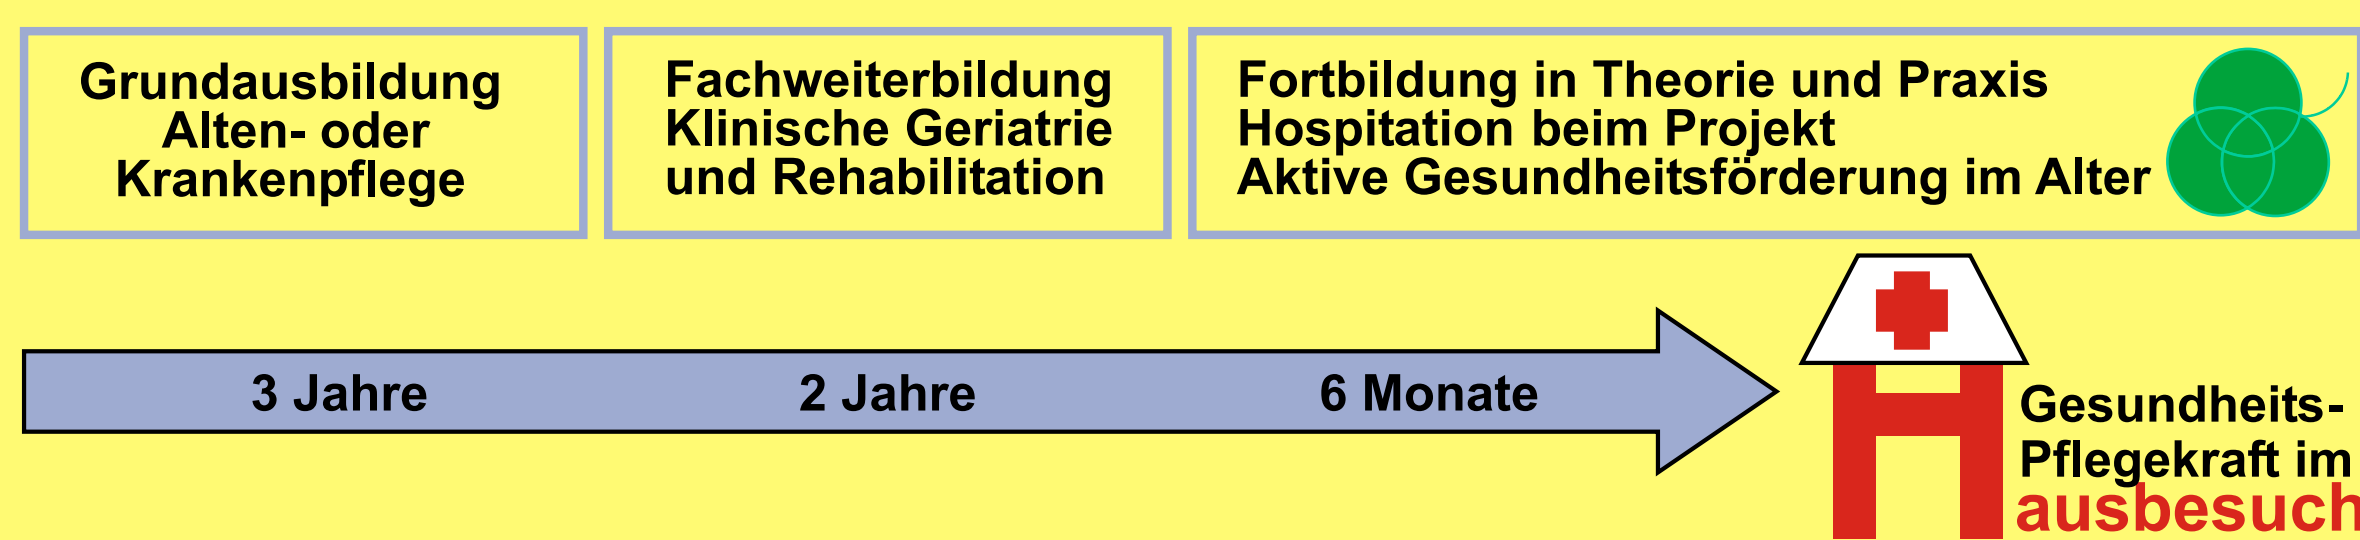 Grundausbildung
Alten- oder
Krankenpflege
Fachweiterbildung
Klinische Geriatrie
und Rehabilitation
Fortbildung in Theorie und Praxis
Hospitation beim Projekt
Aktive Gesundheitsförderung im Alter
3 Jahre
2 Jahre
6 Monate
Gesundheits-
Pflegekraft im
Hausbesuch